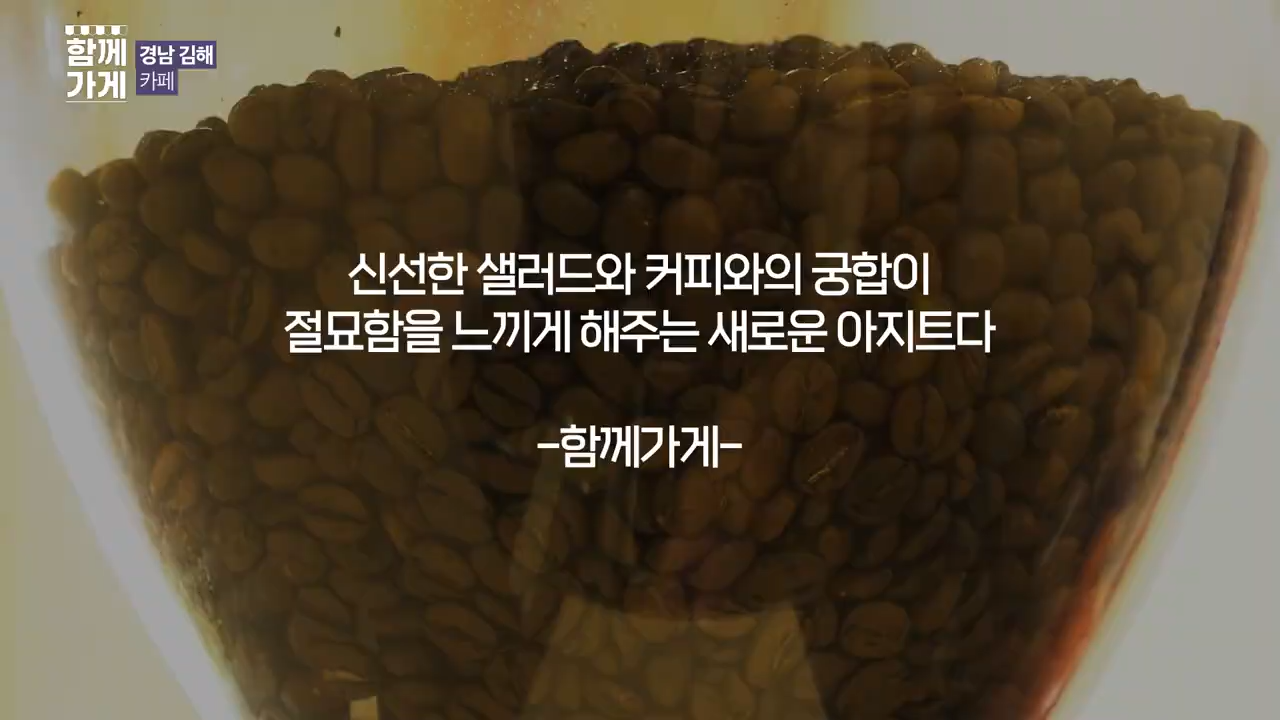 함께
가게
경남 김해
카페
신선한 샐러드와 커피와의 궁합이
절묘함을 느끼게 해주는 새로운 아지트다
-함께가게-